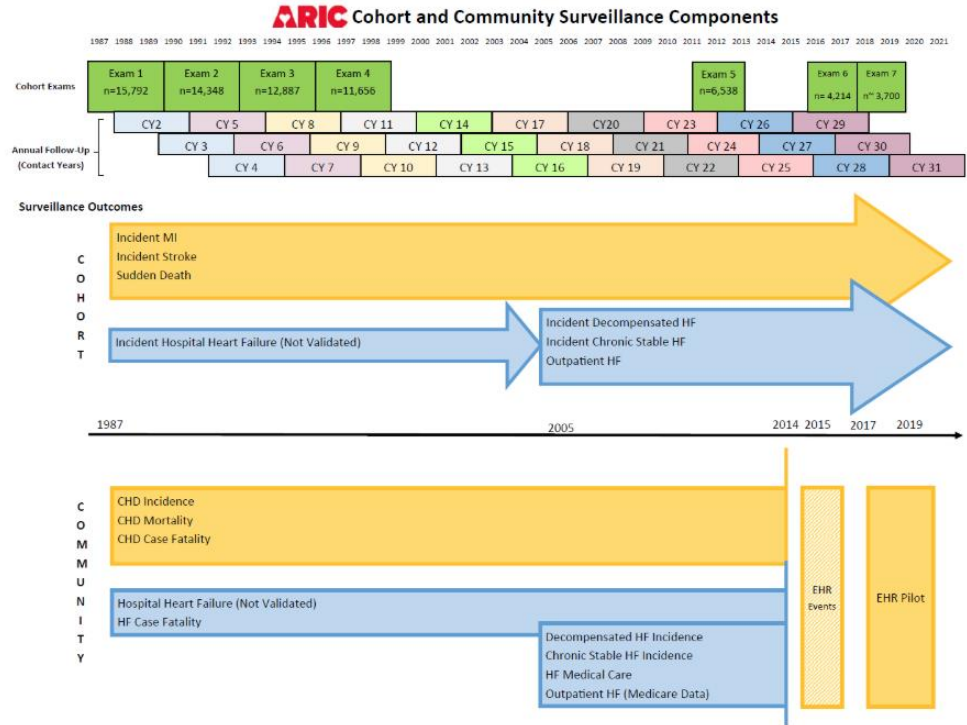 ARIC Cohort and Community Surveillance Components
1987 1988 1989 1990 1991 1992 1993 1994 1995 1996 1997 1998 1999 2000 2001 2002 2003 2004 2005 2006 2007 2008 2009 2010 2011 2012 2013 2014 2015 2016 2017 2018 2019 2020 2021
Cohort Exams
Exam 1
n=15,792
Exam 2
n=14,348
Exam 3
n=12,887
Exam 4
n=11,656
Exam 5
n=6,538
Exam 6
n= 4,214
Exam 7
n~ 3,700
Annual Follow-Up
(Contact Years)
CY2 CY 5 CY 8 CY 11 CY 14 CY 17 CY20 CY 23 CY 26 CY 29
CY 3 CY 6 CY 9 CY 12 CY 15 CY 18 CY 21 CY 24 CY 27 CY 30
CY 4 CY 7 CY 10 CY 13 CY 16 CY 19 CY 22 CY 25 CY 28 CY 31
Surveillance Outcomes
COHORT
Incident MI
Incident Stroke
Sudden Death
Incident Hospital Heart Failure (Not Validated)
Incident Decompensated HF
Incident Chronic Stable HF
Outpatient HF
1987 2005 2014 2015 2017 2019
COMMUNITY
CHD Incidence
CHD Mortality
CHD Case Fatality
Hospital Heart Failure (Not Validated)
HF Case Fatality
Decompensated HF Incidence
Chronic Stable HF Incidence
HF Medical Care
Outpatient HF (Medicare Data)
EHR
Events
EHR Pilot